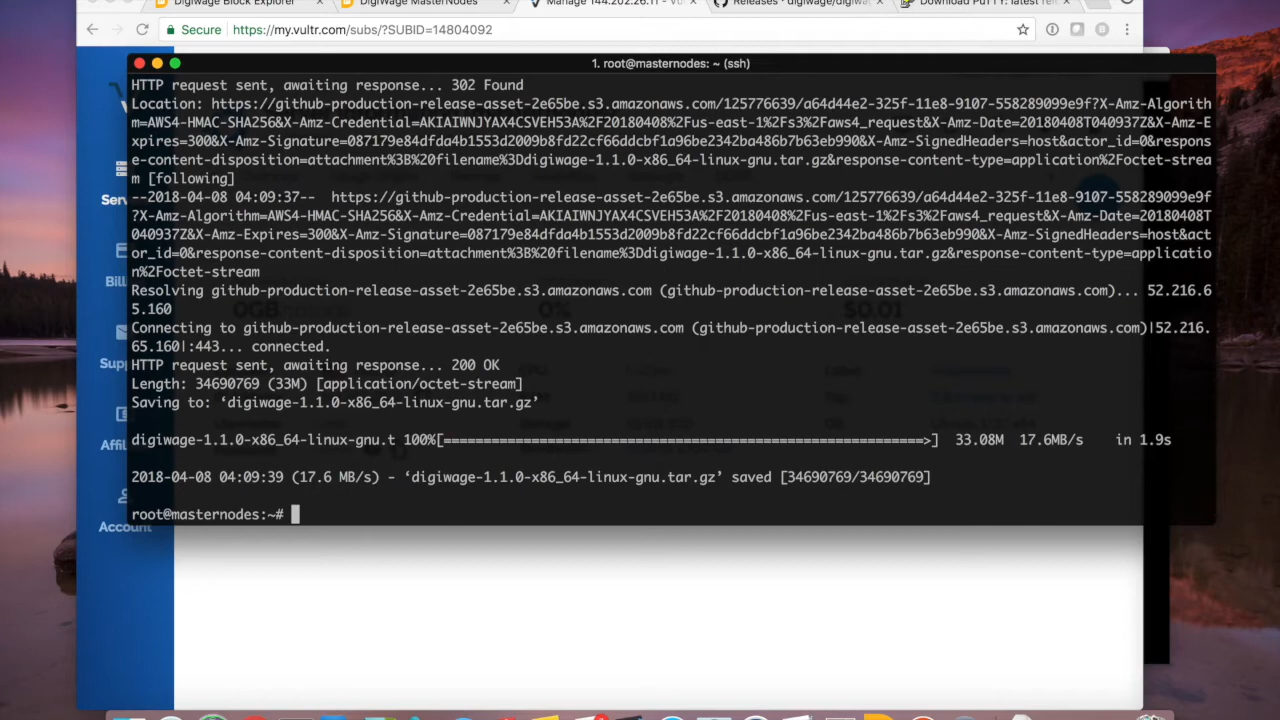 DigiWage Block Explorer
DigiWage MasterNodes
Manage 144.202.26.11 - Vul
Releases · digiwage/digiwa
Download PuTTY: latest rele
Secure https://my.vultr.com/subs/?SUBID=14804092
1. root@masternodes: ~ (ssh)
HTTP request sent, awaiting response... 302 Found
Location: https://github-production-release-asset-2e65be.s3.amazonaws.com/125776639/a64d44e2-325f-11e8-9107-558289099e9f?X-Amz-Algorith
m=AWS4-HMAC-SHA256&X-Amz-Credential=AKIAIWNJYAX4CSVEH53A%2F20180408%2Fus-east-1%2Fs3%2Faws4_request&X-Amz-Date=20180408T040937Z&X-Amz-E
xpires=300&X-Amz-Signature=087179e84dfda4b1553d2009b8fd22cf66ddcbf1a96be2342ba486b7b63eb990&X-Amz-SignedHeaders=host&actor_id=0&respons
e-content-disposition=attachment%3B%20filename%3Ddigiwage-1.1.0-x86_64-linux-gnu.tar.gz&response-content-type=application%2Foctet-strea
m [following]
--2018-04-08 04:09:37-- https://github-production-release-asset-2e65be.s3.amazonaws.com/125776639/a64d44e2-325f-11e8-9107-558289099e9f
?X-Amz-Algorithm=AWS4-HMAC-SHA256&X-Amz-Credential=AKIAIWNJYAX4CSVEH53A%2F20180408%2Fus-east-1%2Fs3%2Faws4_request&X-Amz-Date=20180408T
040937Z&X-Amz-Expires=300&X-Amz-Signature=087179e84dfda4b1553d2009b8fd22cf66ddcbf1a96be2342ba486b7b63eb990&X-Amz-SignedHeaders=host&act
or_id=0&response-content-disposition=attachment%3B%20filename%3Ddigiwage-1.1.0-x86_64-linux-gnu.tar.gz&response-content-type=applicatio
n%2Foctet-stream
Resolving github-production-release-asset-2e65be.s3.amazonaws.com (github-production-release-asset-2e65be.s3.amazonaws.com)... 52.216.6
5.160
Connecting to github-production-release-asset-2e65be.s3.amazonaws.com (github-production-release-asset-2e65be.s3.amazonaws.com)|52.216.
65.160|:443... connected.
HTTP request sent, awaiting response... 200 OK
Length: 34690769 (33M) [application/octet-stream]
Saving to: ‘digiwage-1.1.0-x86_64-linux-gnu.tar.gz’
digiwage-1.1.0-x86_64-linux-gnu.t 100%[============================================================>] 33.08M 17.6MB/s in 1.9s
2018-04-08 04:09:39 (17.6 MB/s) - ‘digiwage-1.1.0-x86_64-linux-gnu.tar.gz’ saved [34690769/34690769]
root@masternodes:~#
Serv
Bill
Supp
Affil
Account